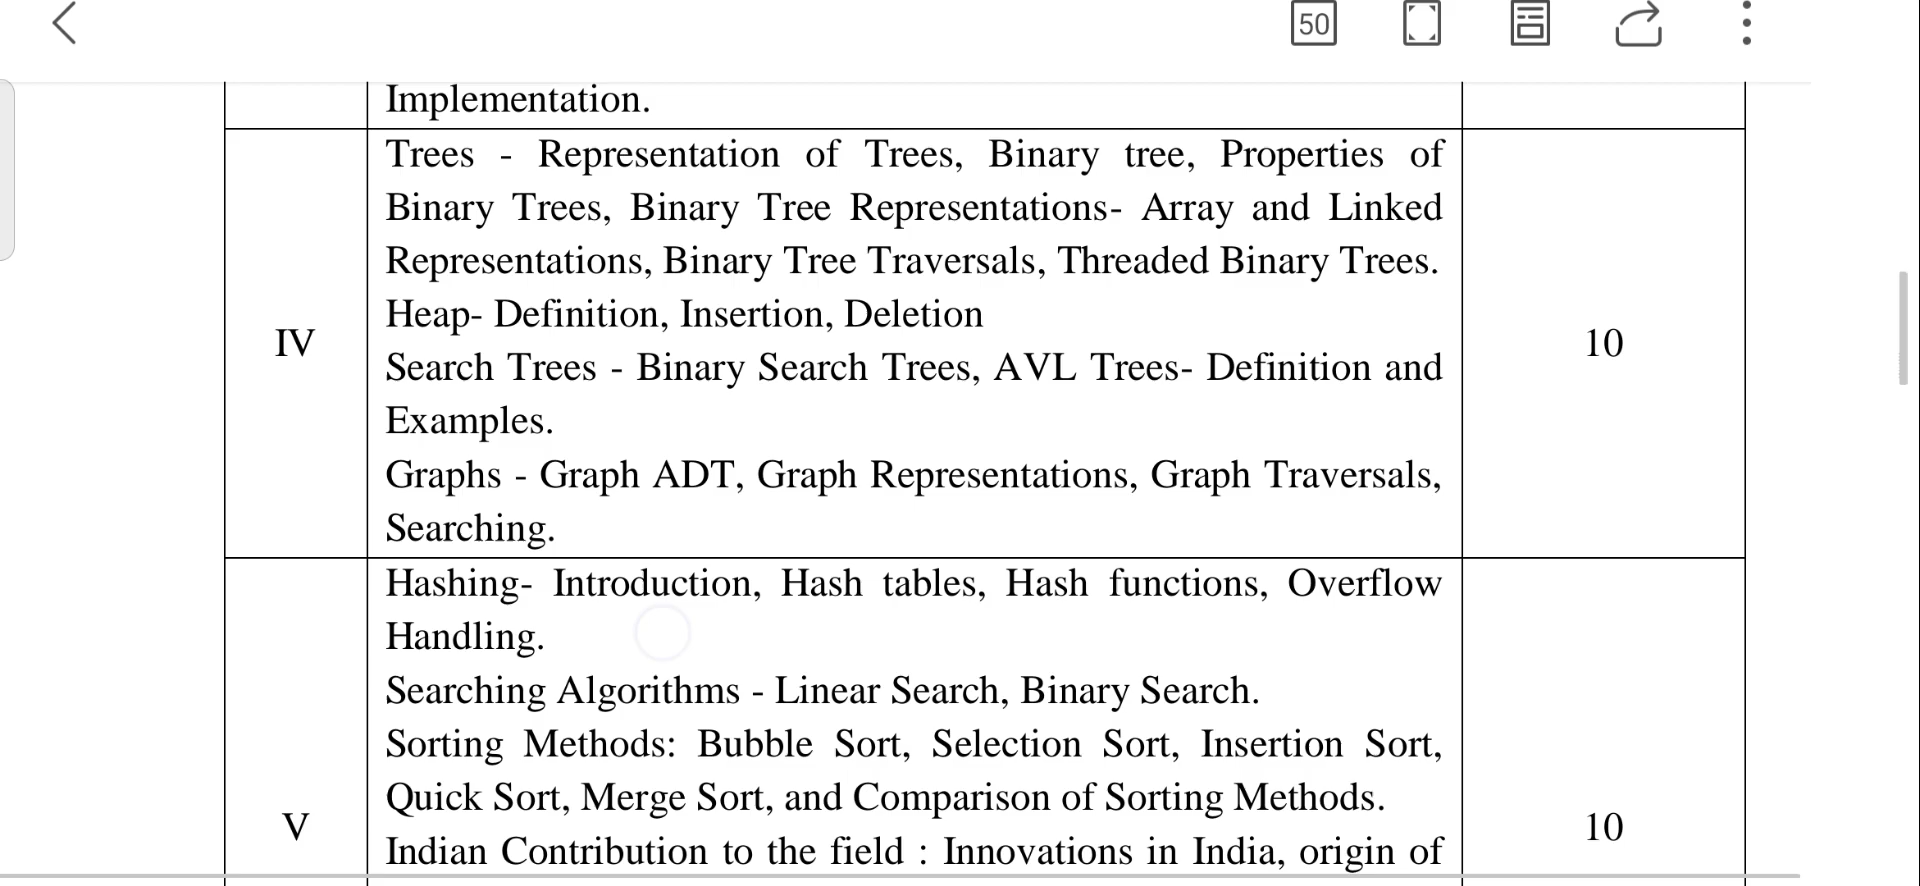 50
Implementation.
Trees - Representation of Trees, Binary tree, Properties of
Binary Trees, Binary Tree Representations- Array and Linked
Representations, Binary Tree Traversals, Threaded Binary Trees.
Heap- Definition, Insertion, Deletion
IV
10
Search Trees - Binary Search Trees, AVL Trees- Definition and
Examples.
Graphs - Graph ADT, Graph Representations, Graph Traversals,
Searching.
Hashing- Introduction, Hash tables, Hash functions, Overflow
Handling.
Searching Algorithms - Linear Search, Binary Search.
Sorting Methods: Bubble Sort, Selection Sort, Insertion Sort,
Quick Sort, Merge Sort, and Comparison of Sorting Methods.
V
10
Indian Contribution to the field : Innovations in India, origin of